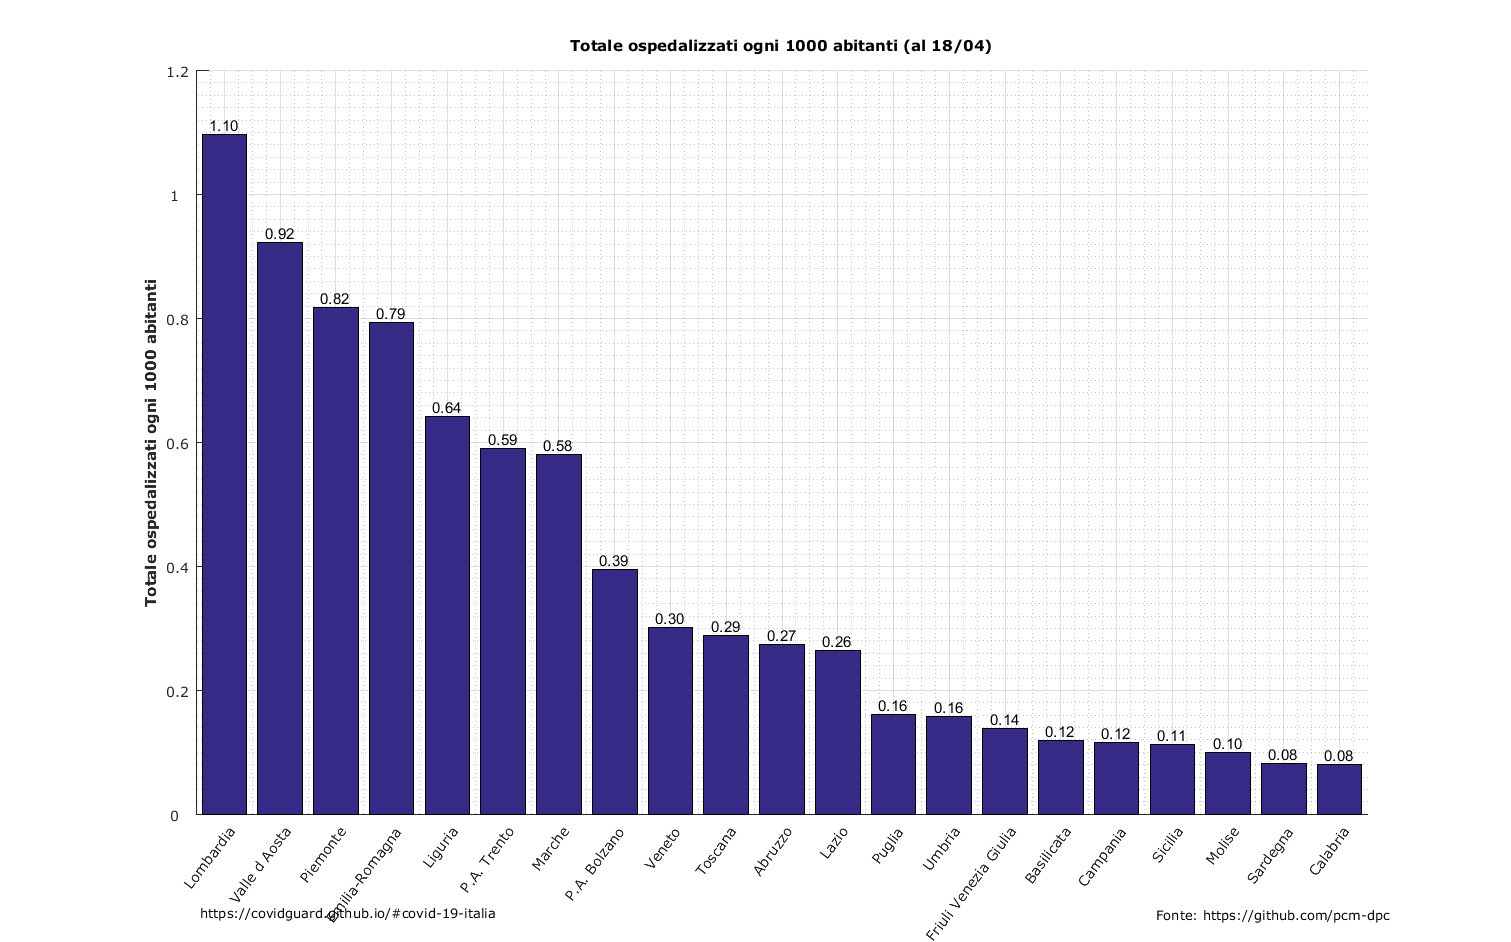 Totale ospedalizzati ogni 1000 abitanti (al 18/04)
Totale ospedalizzati ogni 1000 abitanti
1.2
1
0.8
0.6
0.4
0.2
0
1.10
0.92
0.82
0.79
0.64
0.59
0.58
0.39
0.30
0.29
0.27
0.26
0.16
0.16
0.14
0.12
0.12
0.11
0.10
0.08
0.08
Lombardia
Valle d Aosta
Piemonte
Emilia-Romagna
Liguria
P.A. Trento
Marche
P.A. Bolzano
Veneto
Toscana
Abruzzo
Lazio
Puglia
Umbria
Friuli Venezia Giulia
Basilicata
Campania
Sicilia
Molise
Sardegna
Calabria
https://covidguard.github.io/#covid-19-italia
Fonte: https://github.com/pcm-dpc